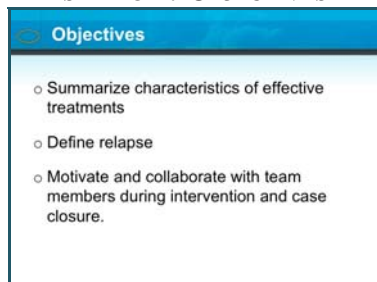 Objectives
Summarize characteristics of effective
treatments
Define relapse
Motivate and collaborate with team
members during intervention and case
closure.